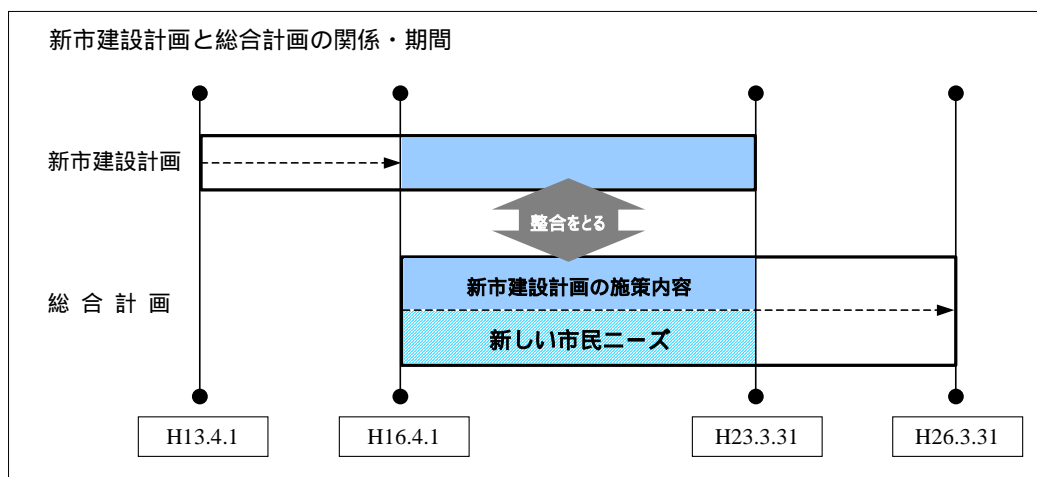 新市建設計画と総合計画の関係・期間
新市建設計画
整合をとる
総合計画
新市建設計画の施策内容
新しい市民ニーズ
H13.4.1
H16.4.1
H23.3.31
H26.3.31